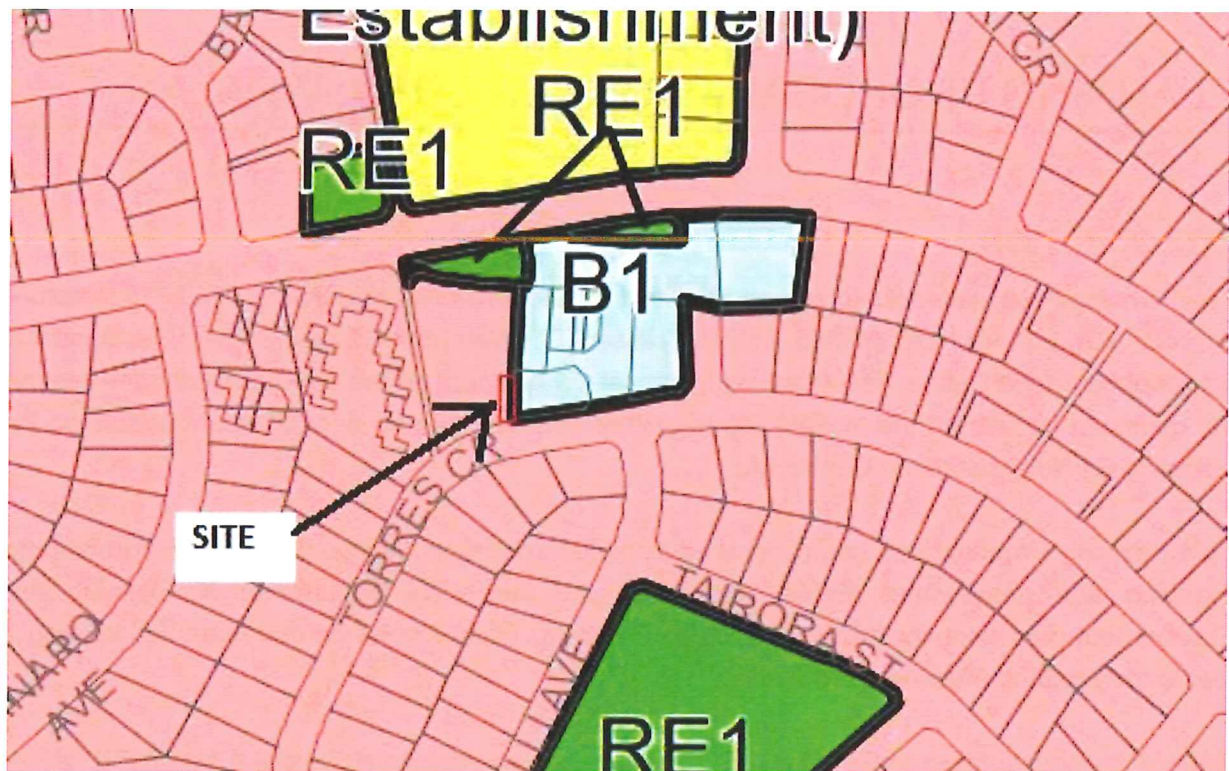 Establishment)
CR
RE1
RE1
B1
TORRES CR
SITE
TAIRORA ST
AVE
AVE
RE1